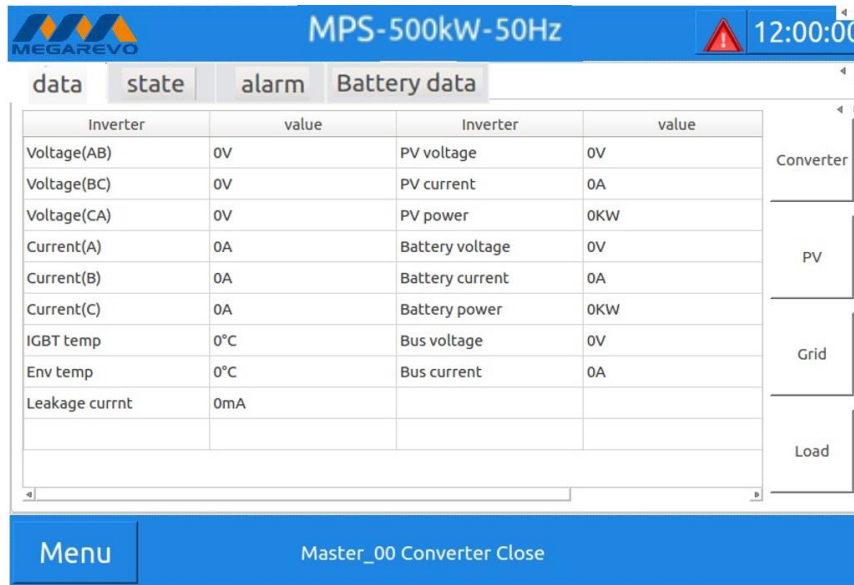 MEGAREVO
MPS-500kW-50Hz
12:00:00
data state alarm Battery data
Inverter value Inverter value
Voltage(AB) 0V PV voltage 0V
Voltage(BC) 0V PV current 0A
Voltage(CA) 0V PV power 0KW
Current(A) 0A Battery voltage 0V
Current(B) 0A Battery current 0A
Current(C) 0A Battery power 0KW
IGBT temp 0°C Bus voltage 0V
Env temp 0°C Bus current 0A
Leakage currnt 0mA
Converter
PV
Grid
Load
Menu
Master_00 Converter Close